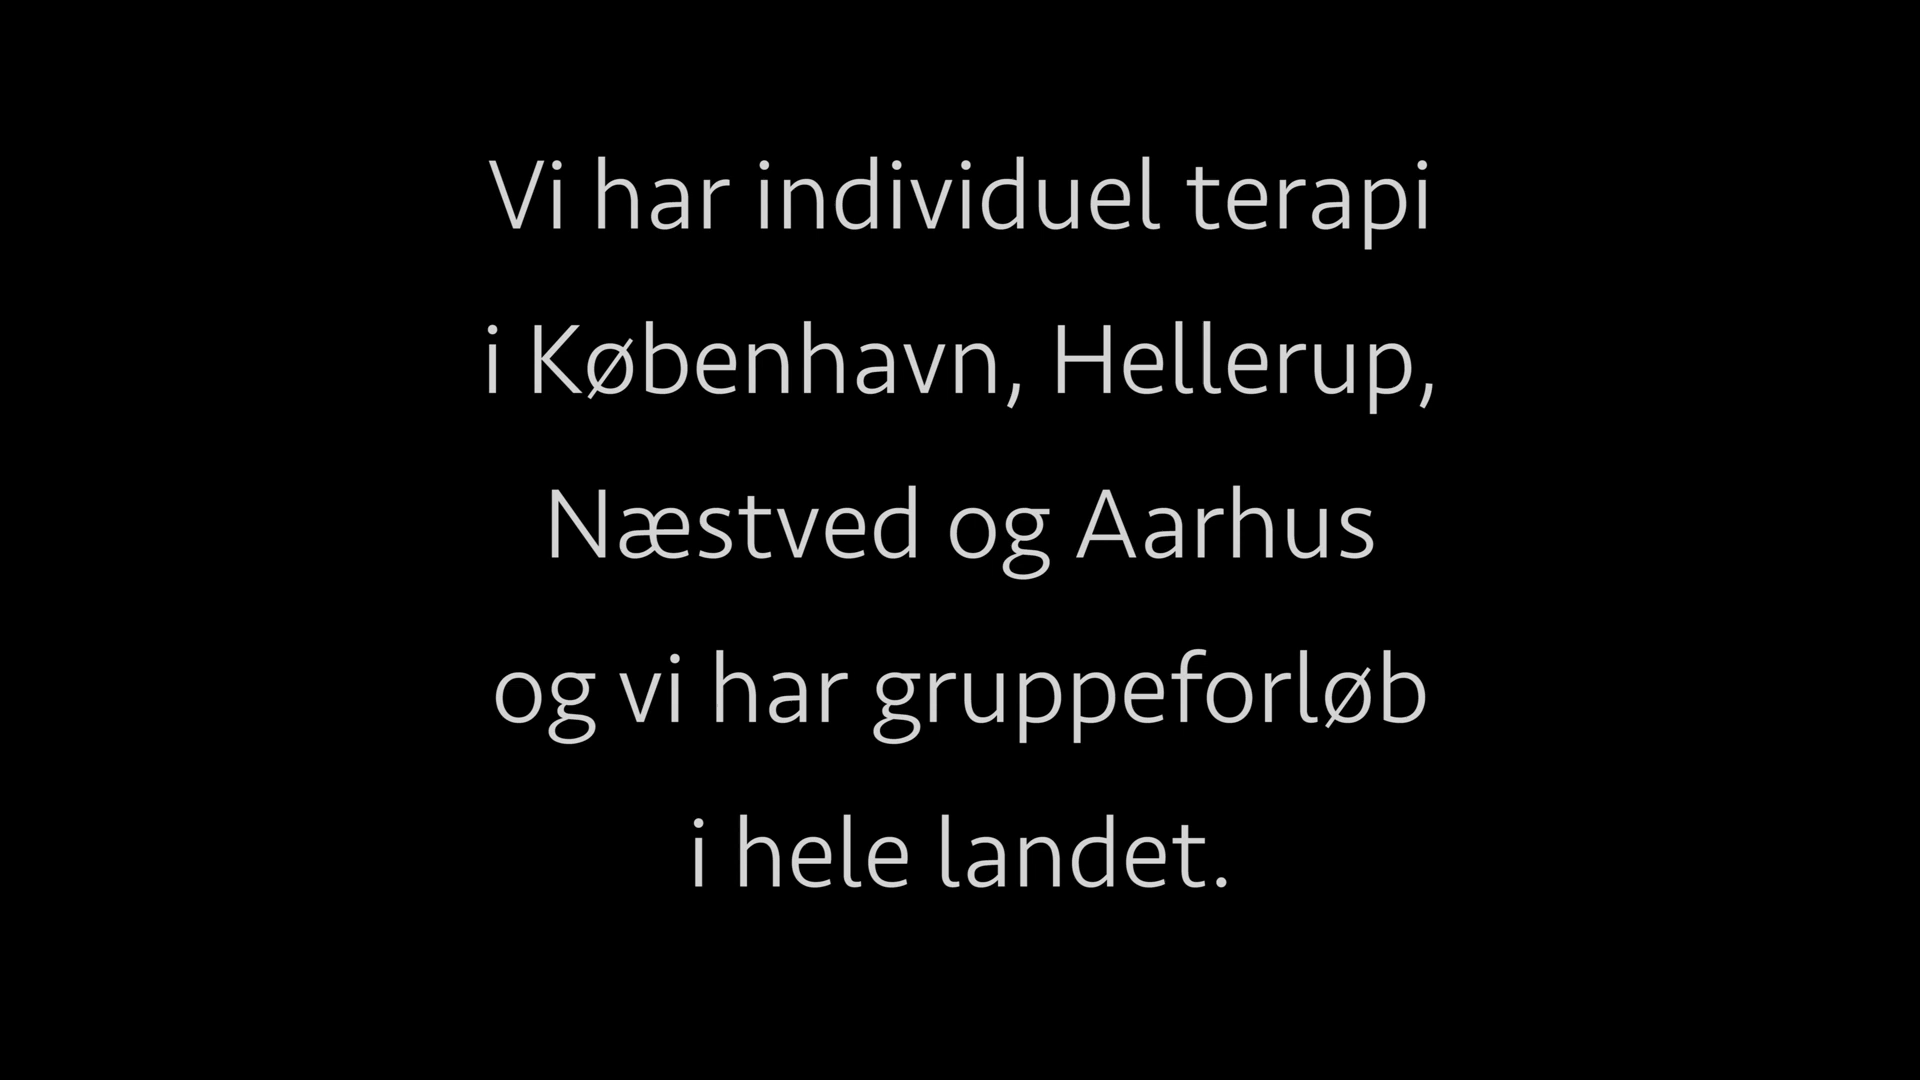 Vi har individuel terapi
i København, Hellerup,
Næstved og Aarhus
og vi har gruppeforløb
i hele landet.